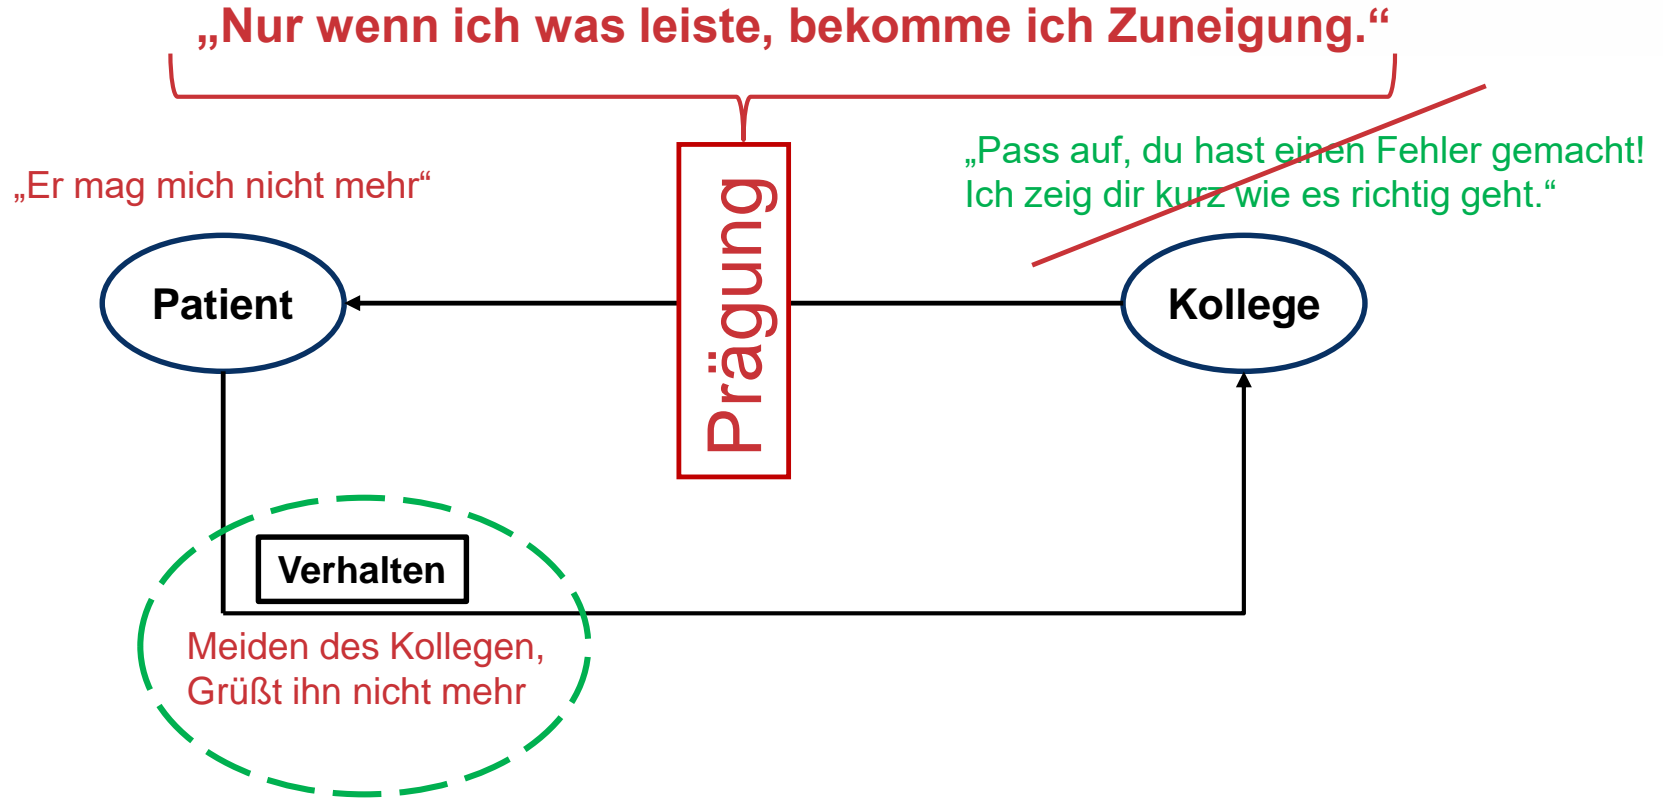 „Nur wenn ich was leiste, bekomme ich Zuneigung.“
„Pass auf, du hast einen Fehler gemacht!
Ich zeig dir kurz wie es richtig geht.“
„Er mag mich nicht mehr“
Prägung
Patient
Kollege
Verhalten
Meiden des Kollegen,
Grüßt ihn nicht mehr